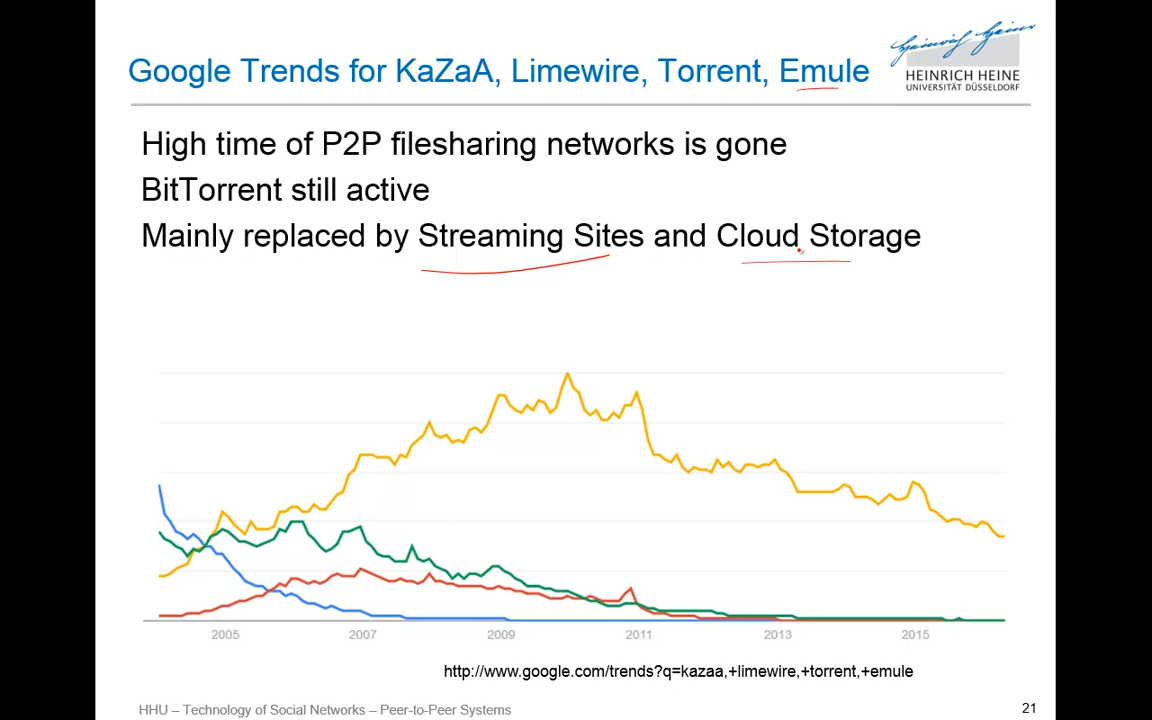 Google Trends for KaZaA, Limewire, Torrent, Emule
Heinrich Heine
HEINRICH HEINE
UNIVERSITÄT DÜSSELDORF
High time of P2P filesharing networks is gone
BitTorrent still active
Mainly replaced by Streaming Sites and Cloud Storage
2005 2007 2009 2011 2013 2015
http://www.google.com/trends?q=kazaa,+limewire,+torrent,+emule
HHU – Technology of Social Networks – Peer-to-Peer Systems
21